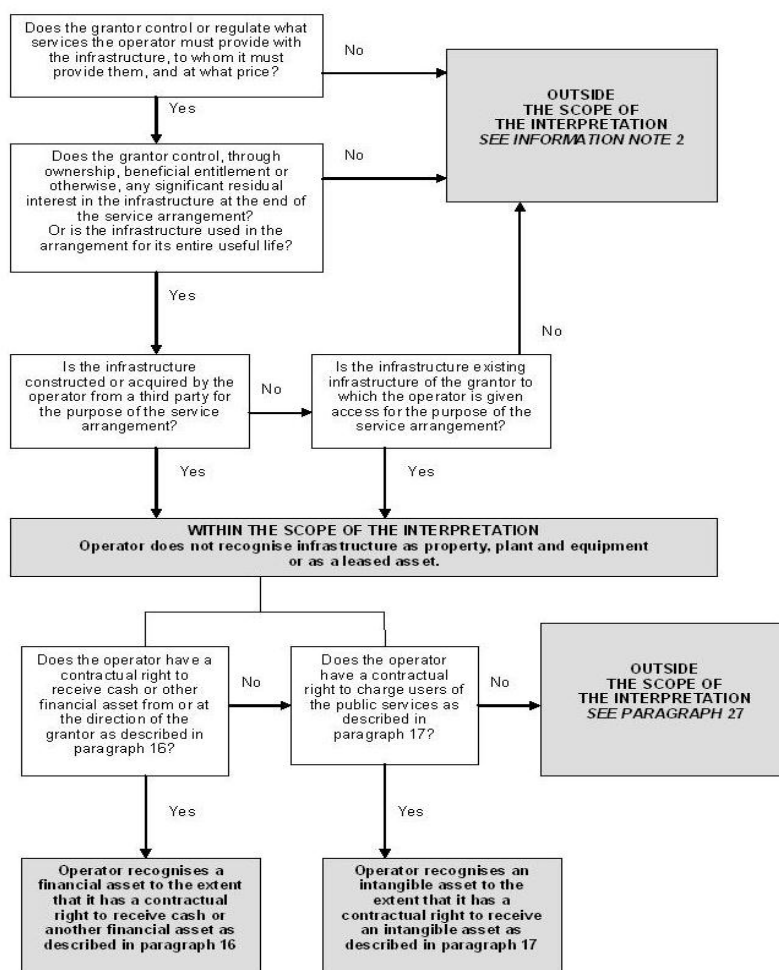 Does the grantor control or regulate what
services the operator must provide with
the infrastructure, to whom it must
provide them, and at what price?
No
Yes
OUTSIDE
THE SCOPE OF
THE INTERPRETATION
SEE INFORMATION NOTE 2
Does the grantor control, through
ownership, beneficial entitlement or
otherwise, any significant residual
interest in the infrastructure at the end of
the service arrangement?
Or is the infrastructure used in the
arrangement for its entire useful life?
No
Yes
No
Is the infrastructure
constructed or acquired by the
operator from a third party for
the purpose of the service
arrangement?
No
Is the infrastructure existing
infrastructure of the grantor to
which the operator is given
access for the purpose of the
service arrangement?
Yes
Yes
WITHIN THE SCOPE OF THE INTERPRETATION
Operator does not recognise infrastructure as property, plant and equipment
or as a leased asset.
Does the operator have a
contractual right to
receive cash or other
financial asset from or at
the direction of the
grantor as described in
paragraph 16?
No
Does the operator
have a contractual
right to charge users of
the public services as
described in
paragraph 17?
No
OUTSIDE
THE SCOPE OF
THE INTERPRETATION
SEE PARAGRAPH 27
Yes
Yes
Operator recognises a
financial asset to the extent
that it has a contractual
right to receive cash or
another financial asset as
described in paragraph 16
Operator recognises an
intangible asset to the
extent that it has a
contractual right to receive
an intangible asset as
described in paragraph 17